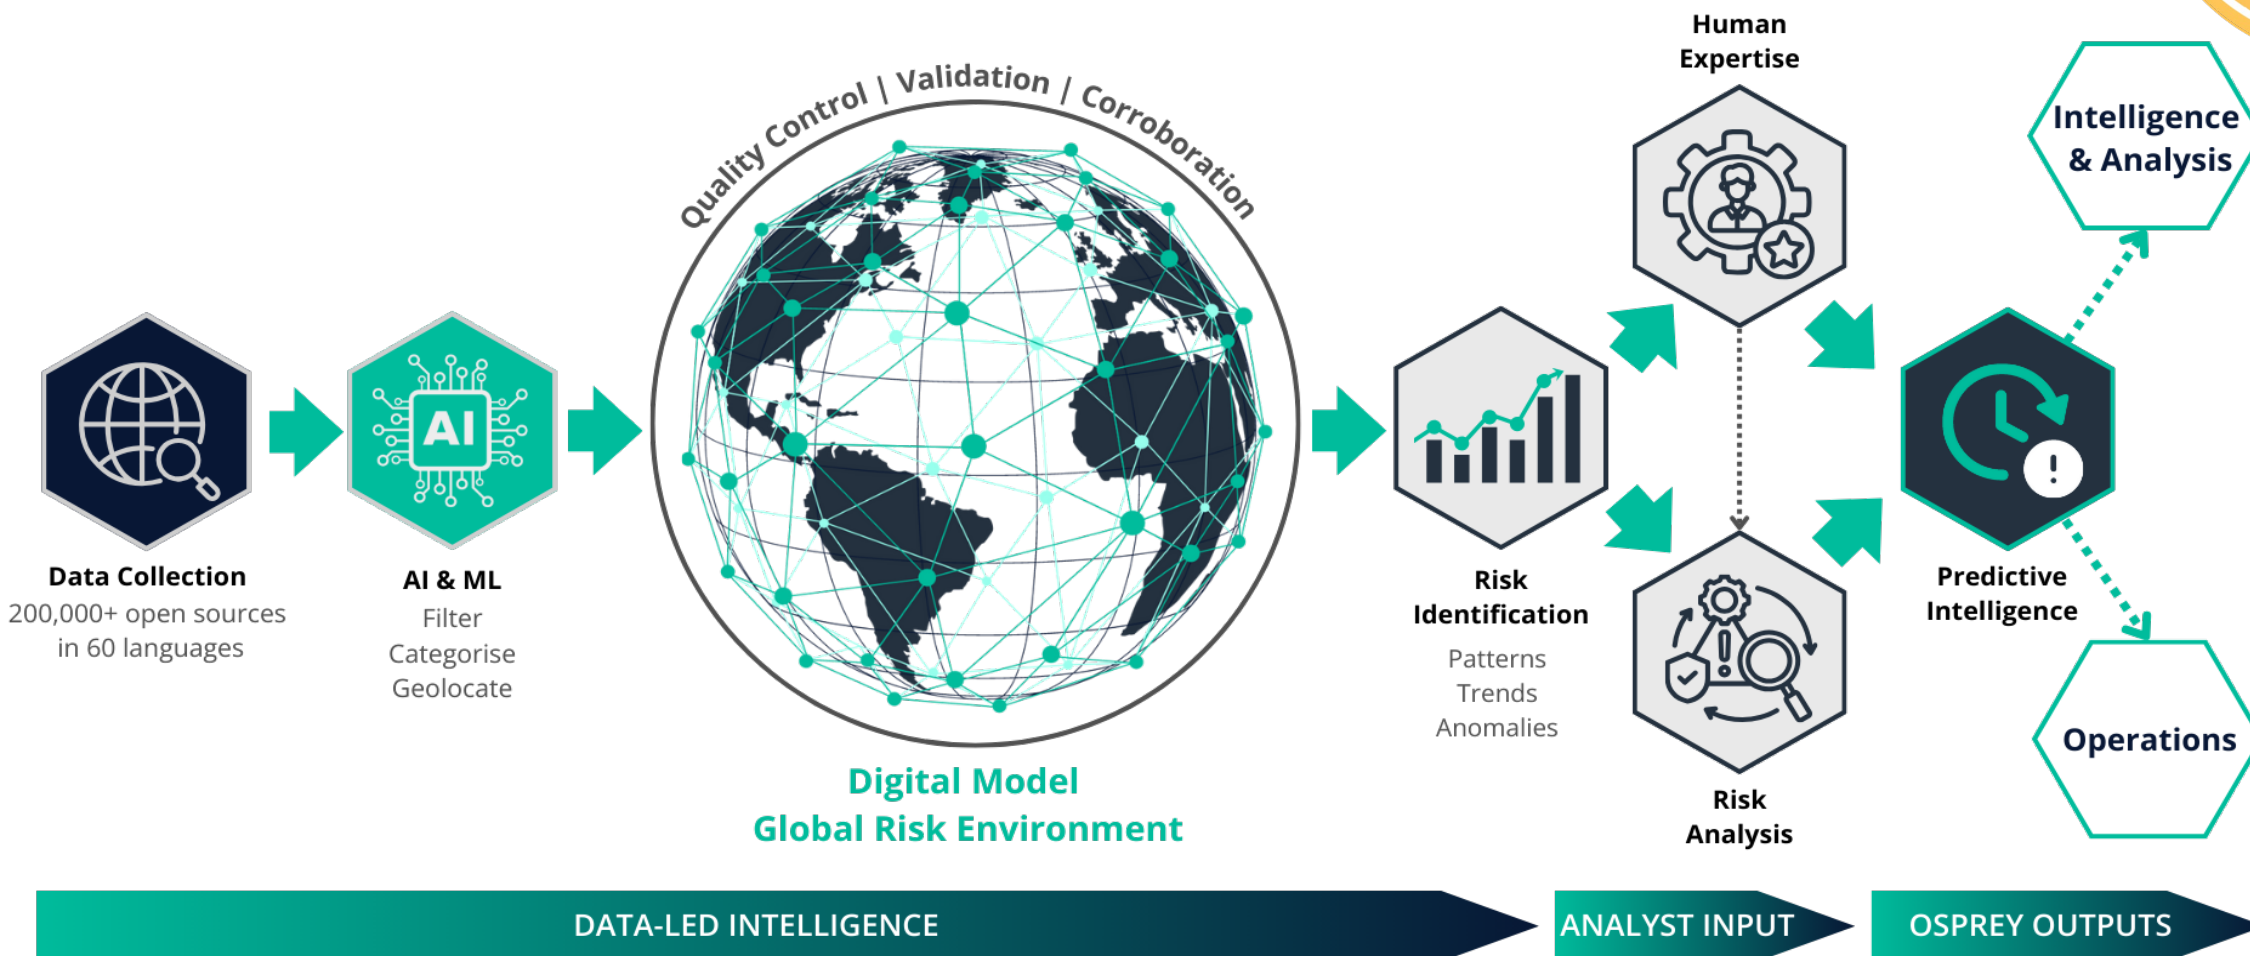 Data Collection
200,000+ open sources
in 60 languages
AI
AI & ML
Filter
Categorise
Geolocate
Quality Control | Validation | Corroboration
Digital Model
Global Risk Environment
Risk
Identification
Patterns
Trends
Anomalies
Human
Expertise
Risk
Analysis
Predictive
Intelligence
Intelligence
& Analysis
Operations
DATA-LED INTELLIGENCE
ANALYST INPUT
OSPREY OUTPUTS